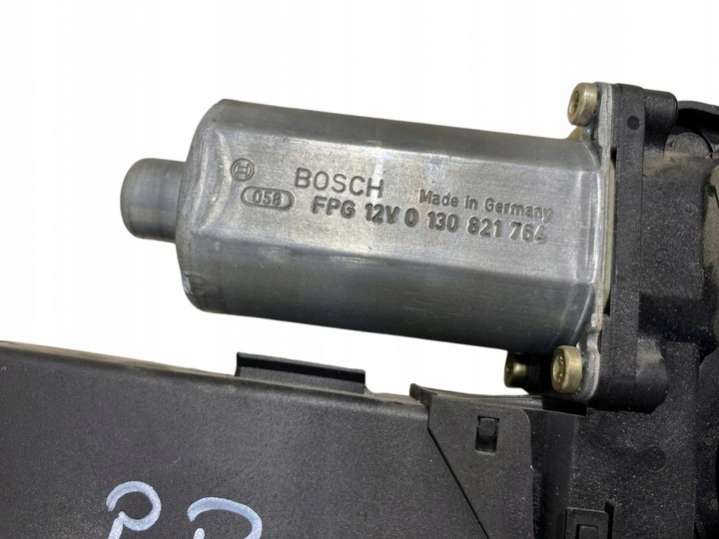 BOSCH Made in Germany
058 FPG 12V 0 130 821 764